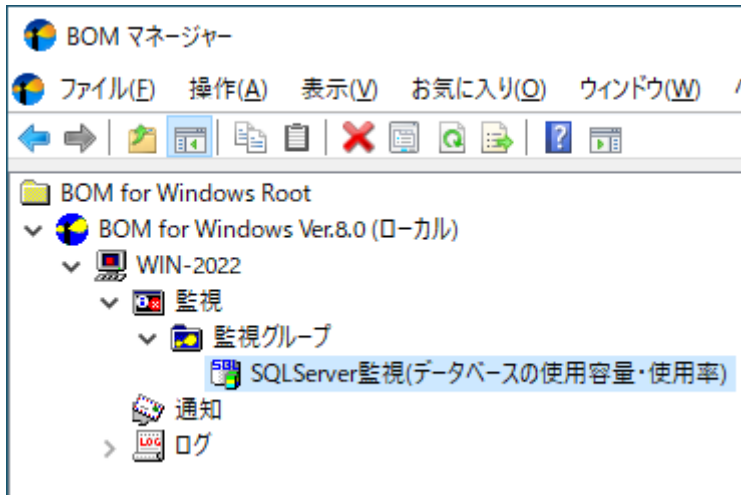 BOM マネージャー
ファイル(F) 操作(A) 表示(V) お気に入り(O) ウィンドウ(W)
BOM for Windows Root
BOM for Windows Ver.8.0 (ローカル)
WIN-2022
監視
監視グループ
SQLServer監視(データベースの使用容量・使用率)
通知
ログ